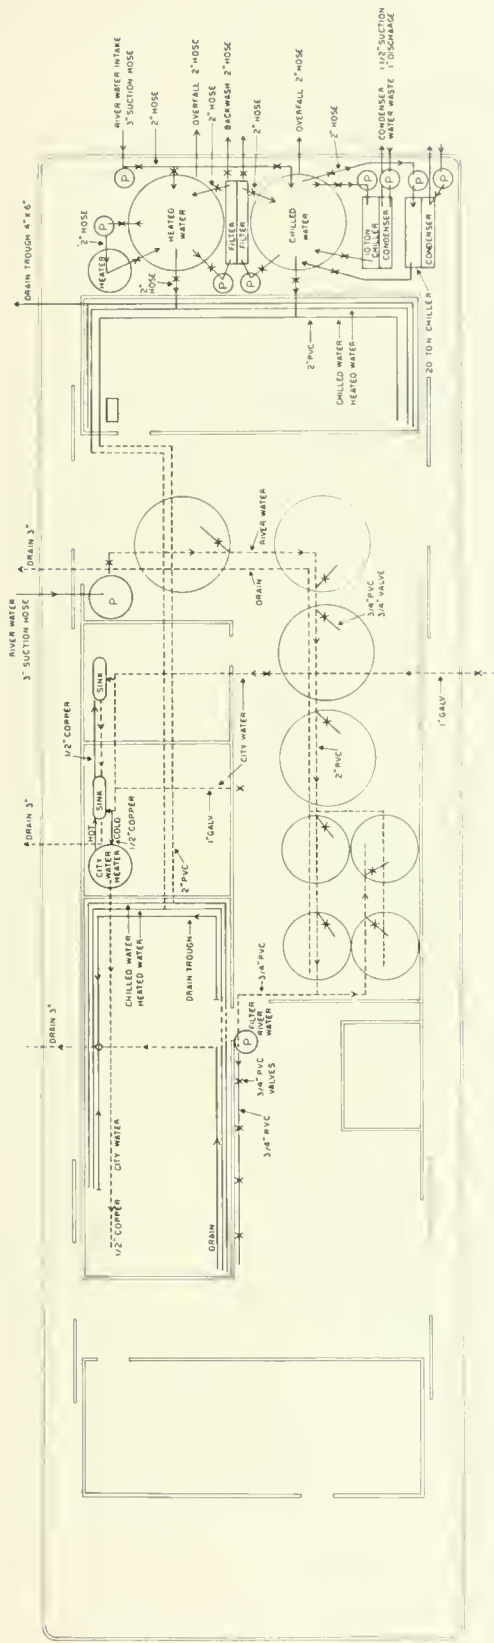 RIVER WATER INTAKE
3" SUCTION HOSE
2" HOSE
OVERFALL 2" HOSE
2" HOSE
BACKWASH 2" HOSE
2" HOSE
OVERFALL 2" HOSE
2" HOSE
CONDENSER 1 1/2" SUCTION
WATER WASTE 1" DISCHARGE
P
P
HEATER
2" HOSE
2" HOSE
HEATED
WATER
FILTER
FILTER
P
P
CHILLED
WATER
P
P
P
P
10 TON
CHILLER
CONDENSER
CONDENSER
20 TON CHILLER
DRAIN TROUGH 4" X 6"
2" PVC
CHILLED WATER
HEATED WATER
DRAIN 3"
RIVER WATER
3" SUCTION HOSE
P
RIVER WATER
DRAIN
3/4" PVC
3/4" VALVE
SINK
1/2" COPPER
SINK
CITY WATER
1" GALV
2" PVC
DRAIN 3"
HOT
COLD
1/2" COPPER
CITY
WATER
HEATER
1" GALV
2" PVC
CHILLED WATER
HEATED WATER
DRAIN TROUGH
3/4" PVC
DRAIN 3"
P
FILTER
RIVER
WATER
3/4" PVC
VALVES
3/4" PVC
CITY WATER
1/2" COPPER
DRAIN